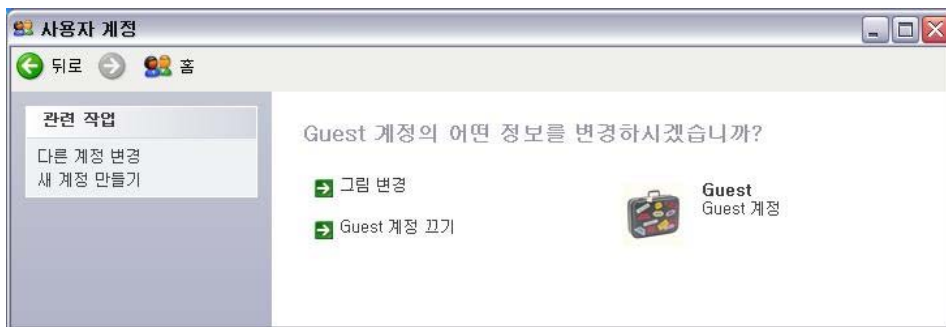 사용자 계정
뒤로 홈
관련 작업
다른 계정 변경
새 계정 만들기
Guest 계정의 어떤 정보를 변경하시겠습니까?
그림 변경
Guest 계정 끄기
Guest
Guest 계정